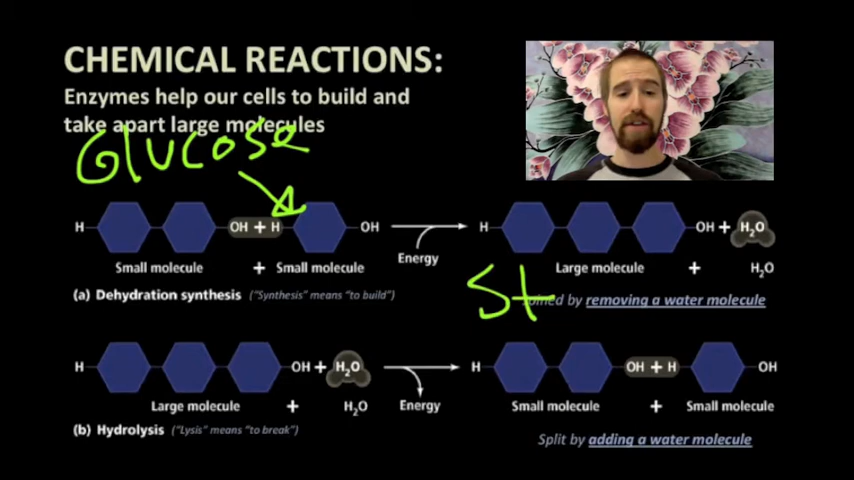 CHEMICAL REACTIONS:
Enzymes help our cells to build and
take apart large molecules
Glucose
H OH + H OH Energy H OH + H₂O
Small molecule + Small molecule Large molecule + H₂O
(a) Dehydration synthesis ("Synthesis" means "to build")
St
Joined by removing a water molecule
H OH + H₂O H OH + H OH
Large molecule + H₂O Energy Small molecule + Small molecule
(b) Hydrolysis ("Lysis" means "to break")
Split by adding a water molecule